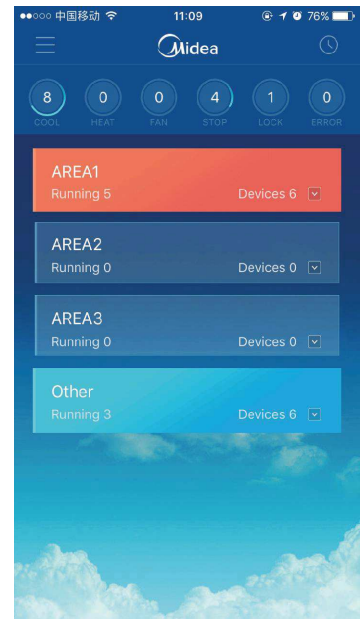 中国移动 11:09 76%
Midea
8 0 0 4 1 0
COOL HEAT FAN STOP LOCK ERROR
AREA1
Running 5 Devices 6
AREA2
Running 0 Devices 0
AREA3
Running 0 Devices 0
Other
Running 3 Devices 6